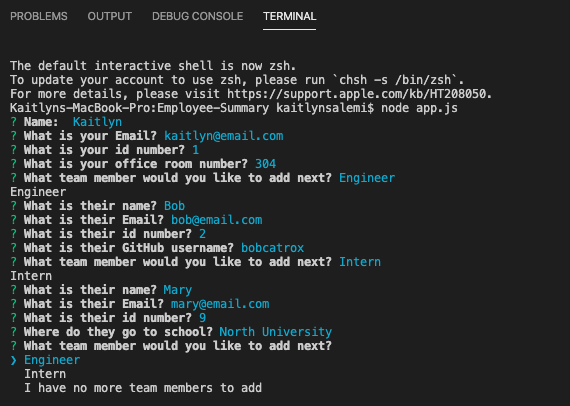 PROBLEMS OUTPUT DEBUG CONSOLE TERMINAL
The default interactive shell is now zsh.
To update your account to use zsh, please run `chsh -s /bin/zsh`.
For more details, please visit https://support.apple.com/kb/HT208050.
Kaitlyns-MacBook-Pro:Employee-Summary kaitlynsalemi$ node app.js
? Name:  Kaitlyn
? What is your Email? kaitlyn@email.com
? What is your id number? 1
? What is your office room number? 304
? What team member would you like to add next? Engineer
Engineer
? What is their name? Bob
? What is their Email? bob@email.com
? What is their id number? 2
? What is their GitHub username? bobcatrox
? What team member would you like to add next? Intern
Intern
? What is their name? Mary
? What is their Email? mary@email.com
? What is their id number? 9
? Where do they go to school? North University
? What team member would you like to add next?
❯ Engineer
  Intern
  I have no more team members to add